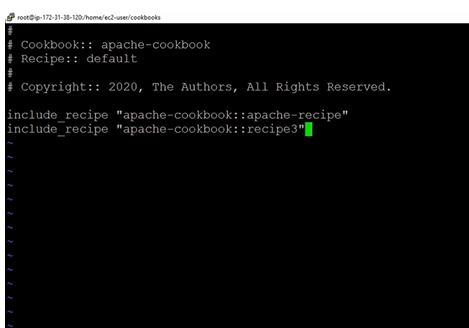 root@ip-172-31-38-120:/home/ec2-user/cookbooks
#
# Cookbook:: apache-cookbook
# Recipe:: default
#
# Copyright:: 2020, The Authors, All Rights Reserved.
include_recipe "apache-cookbook::apache-recipe"
include_recipe "apache-cookbook::recipe3"
~
~
~
~
~
~
~
~
~
~
~
~
~
~